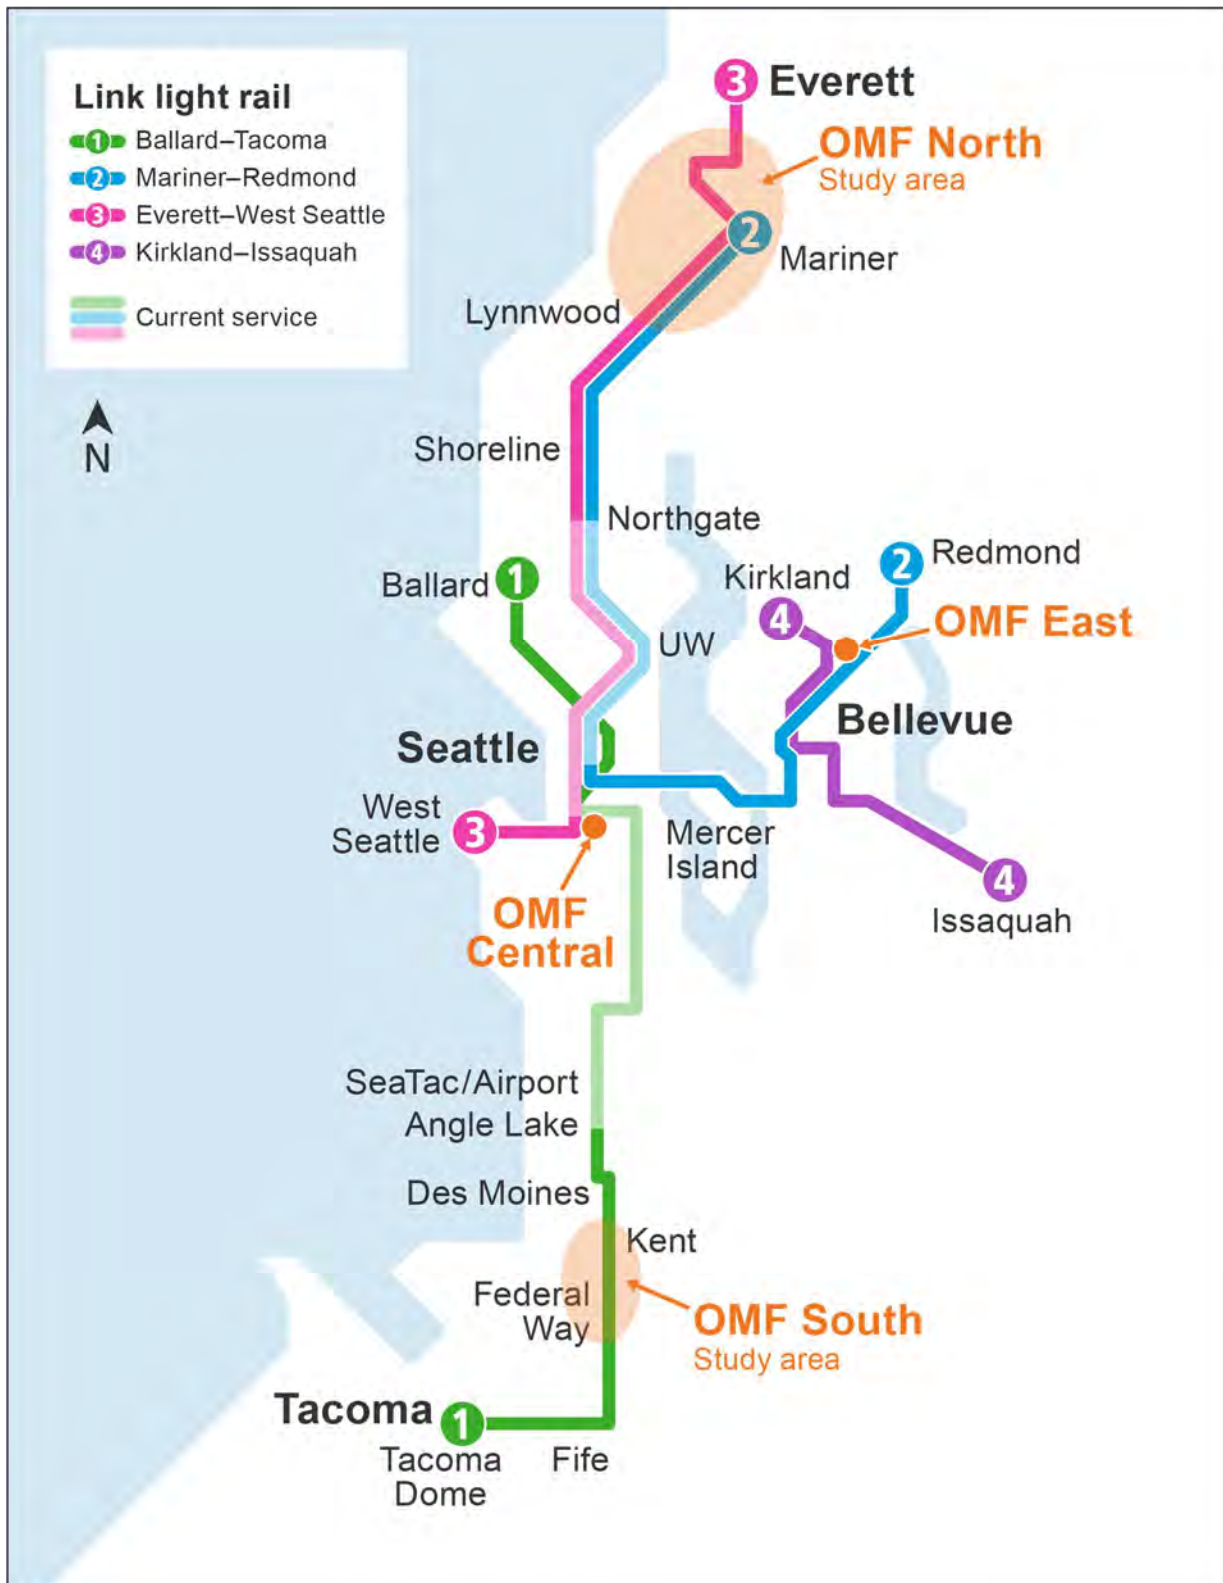 Link light rail
1 Ballard–Tacoma
2 Mariner–Redmond
3 Everett–West Seattle
4 Kirkland–Issaquah
Current service
N
3 Everett
OMF North
Study area
2
Mariner
Lynnwood
Shoreline
Northgate
Ballard 1
Kirkland
4
2 Redmond
OMF East
UW
Bellevue
Seattle
West
Seattle 3
Mercer
Island
4
Issaquah
OMF
Central
SeaTac/Airport
Angle Lake
Des Moines
Kent
Federal
Way
OMF South
Study area
Tacoma 1
Tacoma
Dome
Fife